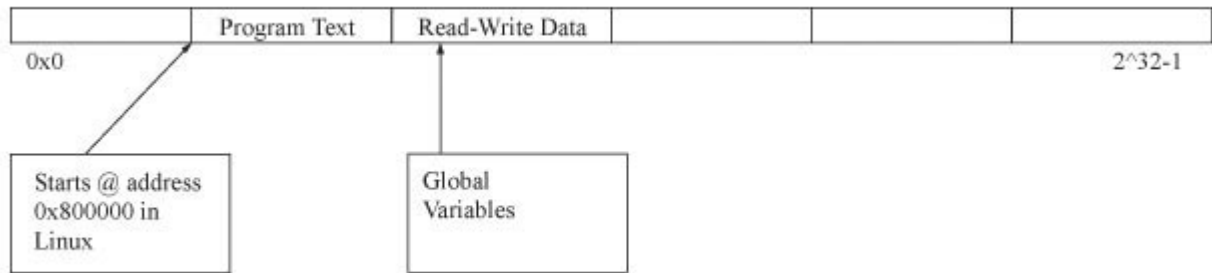 Program Text Read-Write Data
0x0 2^32-1
Starts @ address
0x800000 in
Linux
Global
Variables